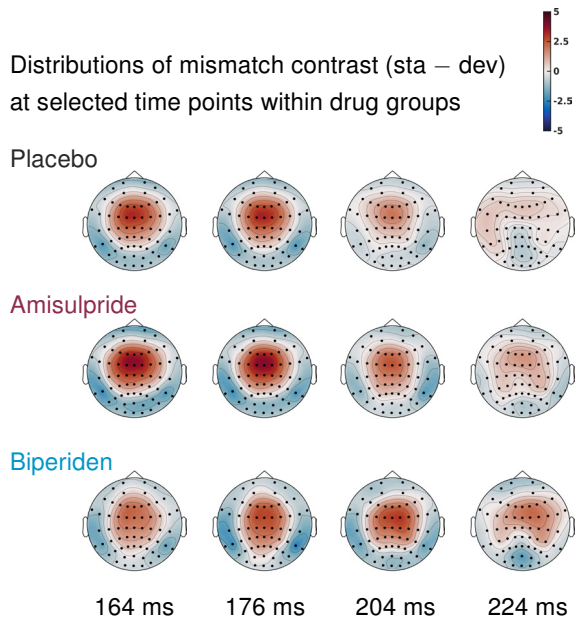 5
2.5
0
-2.5
-5
Distributions of mismatch contrast (sta − dev)
at selected time points within drug groups
Placebo
Amisulpride
Biperiden
164 ms 176 ms 204 ms 224 ms